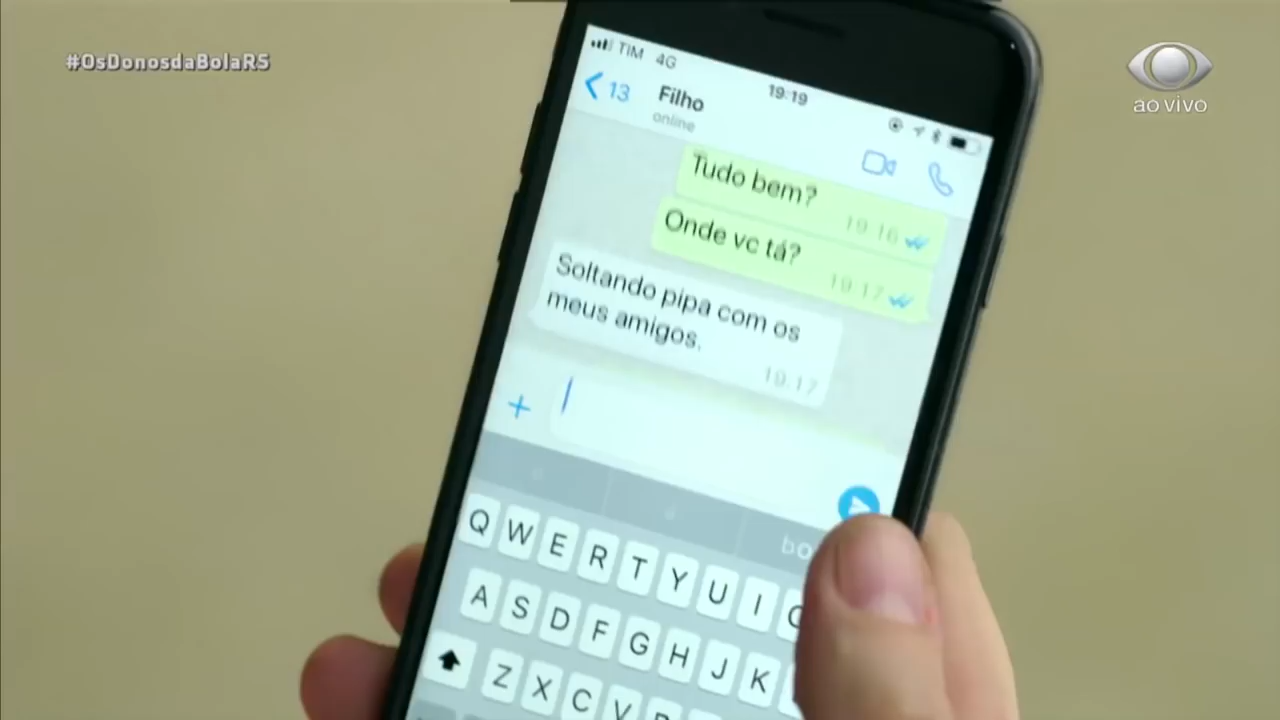 #OsDonosdaBolaR5
ao vivo
TIM 4G
19:19
13
Filho
online
Tudo bem?
19:16
Onde vc tá?
19:17
Soltando pipa com os
meus amigos.
19:17
+
Q W E R T Y U I
A S D F G H J K
Z X C V